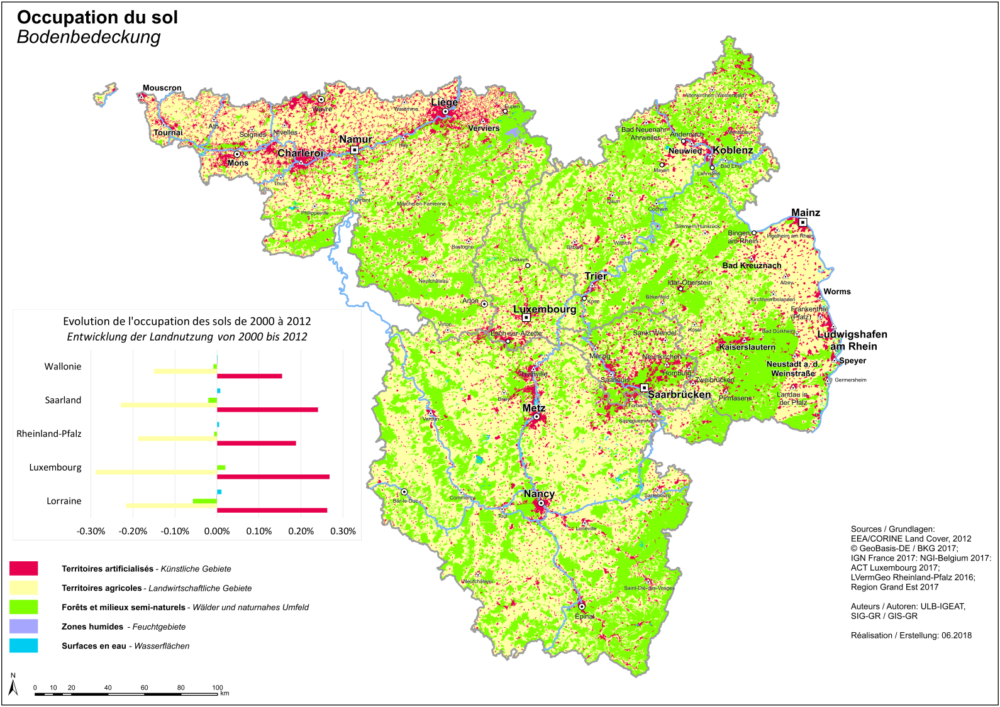 Occupation du sol
Bodenbedeckung
Mouscron
Tournai
Ath
Soignies
Nivelles
Wavre
Mons
Charleroi
Thuin
Namur
Dinant
Philippeville
Huy
Waremme
Liège
Verviers
Eupen
Marche-en-Famenne
Bastogne
Neufchâteau
Arlon
Virton
Diekirch
Luxembourg
Esch-sur-Alzette
Altenkirchen (Westerwald)
Bad Neuenahr-
Ahrweiler
Andernach
Montabaur
Neuwied
Koblenz
Bad Ems
Lahnstein
Mayen
Daun
Cochem
Simmern/Hunsrück
Mainz
Bingen
am Rhein
Ingelheim am Rhein
Bitburg
Wittlich
Bad Kreuznach
Trier
Konz
Idar-Oberstein
Birkenfeld
Alzey
Kirchheimbolanden
Worms
Frankenthal
(Pfalz)
Bad Dürkheim
Ludwigshafen
am Rhein
Kusel
Kaiserslautern
Sankt Wendel
Merzig
Neunkirchen
Homburg
Saarlouis
Zweibrücken
Saarbrücken
Pirmasens
Neustadt a. d.
Weinstraße
Speyer
Germersheim
Landau in
der Pfalz
Forbach
Sarreguemines
Thionville
Briey
Metz
Verdun
Bar-le-Duc
Commercy
Toul
Nancy
Sarrebourg
Lunéville
Neufchâteau
Saint-Dié-des-Vosges
Épinal
Evolution de l'occupation des sols de 2000 à 2012
Entwicklung der Landnutzung von 2000 bis 2012
Wallonie
Saarland
Rheinland-Pfalz
Luxembourg
Lorraine
-0.30% -0.20% -0.10% 0.00% 0.10% 0.20% 0.30%
Territoires artificialisés - Künstliche Gebiete
Territoires agricoles - Landwirtschaftliche Gebiete
Forêts et milieux semi-naturels - Wälder und naturnahes Umfeld
Zones humides - Feuchtgebiete
Surfaces en eau - Wasserflächen
N
0 10 20 40 60 80 100
km
Sources / Grundlagen:
EEA/CORINE Land Cover, 2012
© GeoBasis-DE / BKG 2017;
IGN France 2017: NGI-Belgium 2017:
ACT Luxembourg 2017;
LVermGeo Rheinland-Pfalz 2016;
Region Grand Est 2017
Auteurs / Autoren: ULB-IGEAT,
SIG-GR / GIS-GR
Réalisation / Erstellung: 06.2018